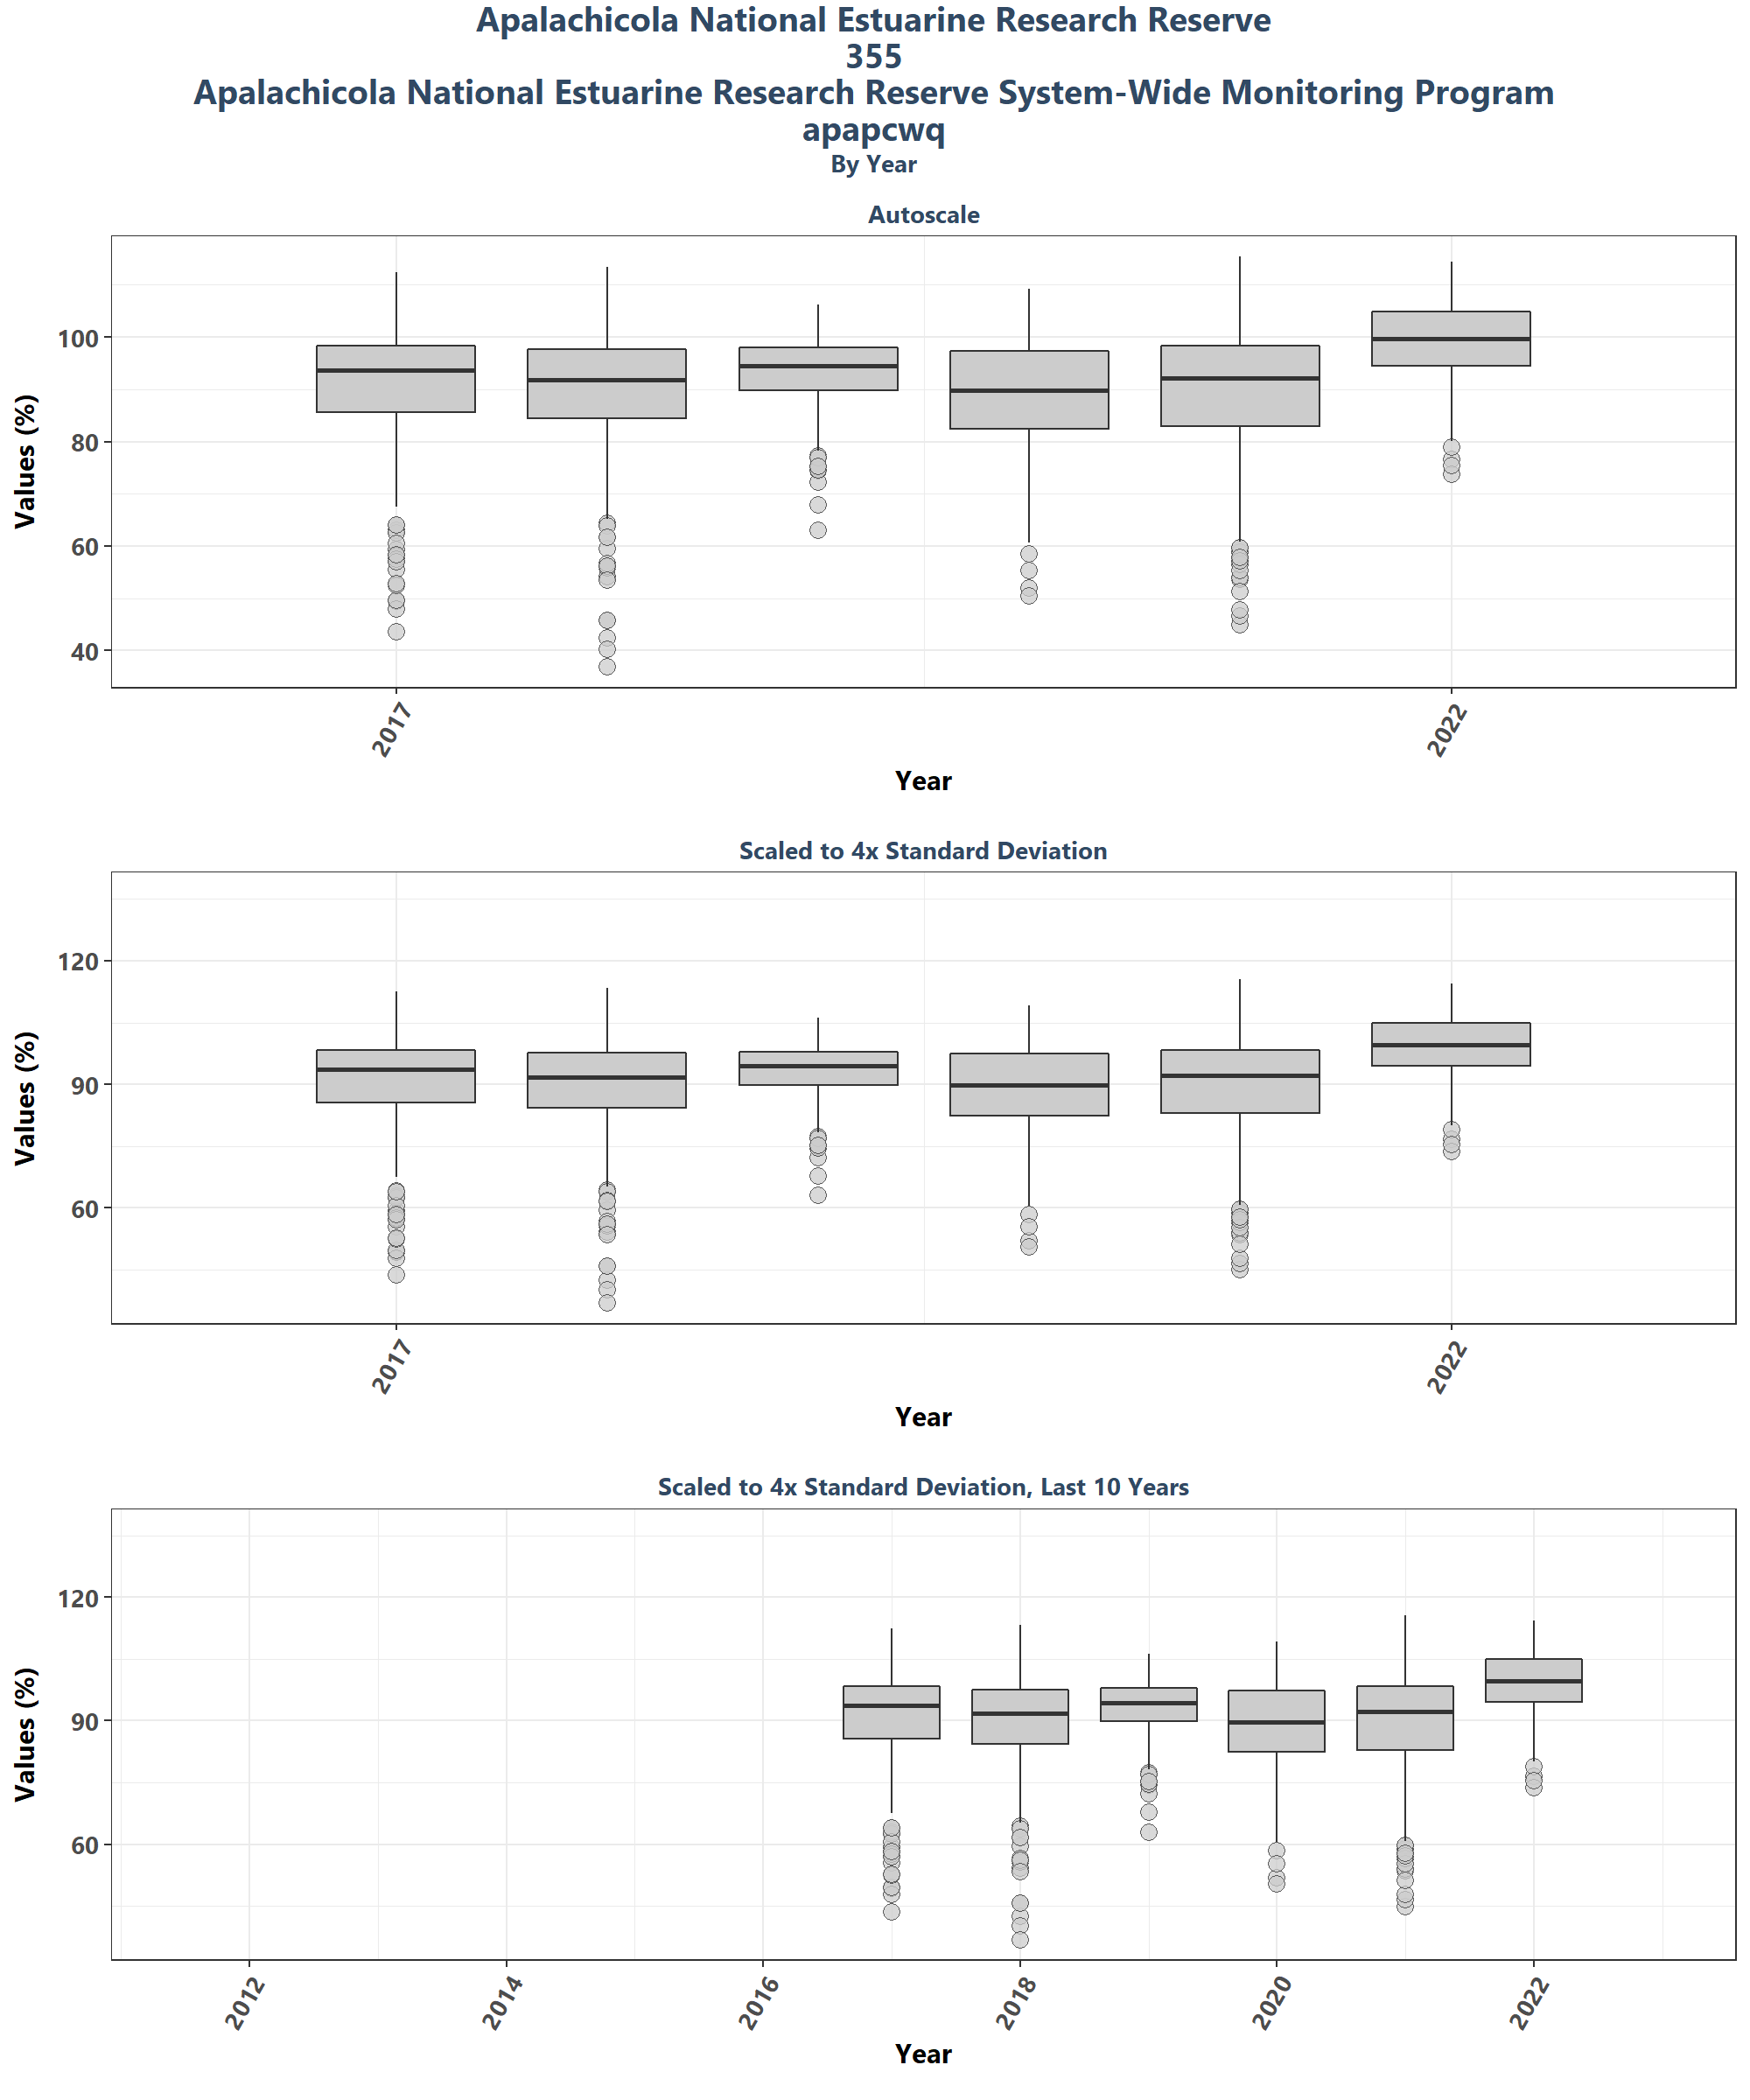 Apalachicola National Estuarine Research Reserve
355
Apalachicola National Estuarine Research Reserve System-Wide Monitoring Program
apapcwq
By Year
Autoscale
Values (%)
100
80
60
40
2017
2022
Year
Scaled to 4x Standard Deviation
Values (%)
120
90
60
2017
2022
Year
Scaled to 4x Standard Deviation, Last 10 Years
Values (%)
120
90
60
2012
2014
2016
2018
2020
2022
Year